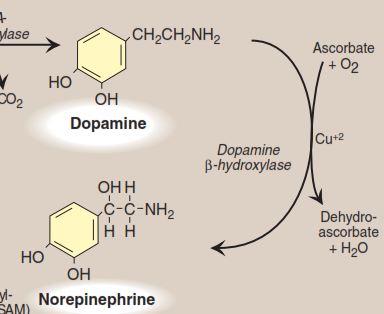 ylase
CO2
CH2CH2NH2
HO
OH
Dopamine
Ascorbate
+ O2
Cu+2
Dopamine
β-hydroxylase
Dehydro-
ascorbate
+ H2O
OH H
C-C-NH2
H H
HO
OH
Norepinephrine
yl-
SAM)